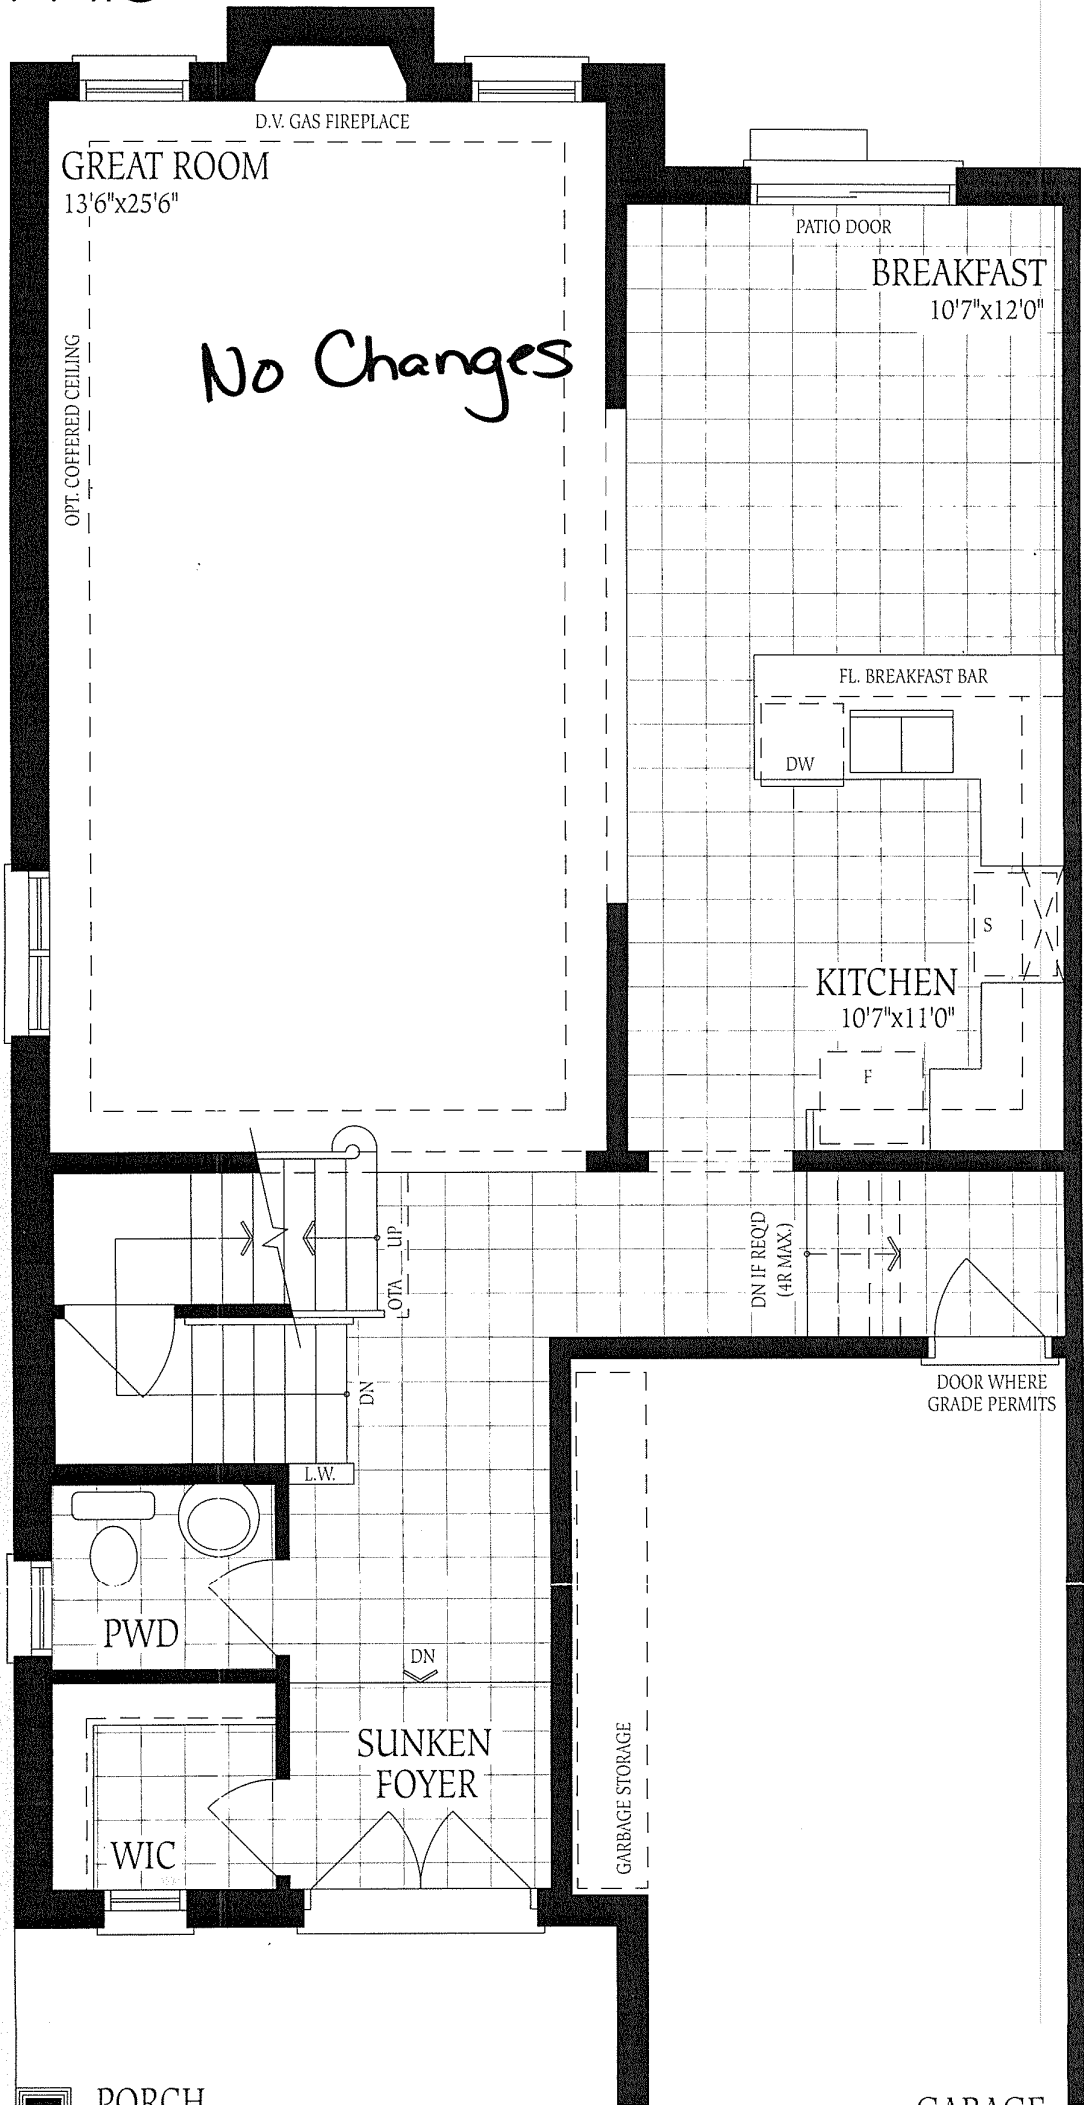 D.V. GAS FIREPLACE
GREAT ROOM
13'6"x25'6"
PATIO DOOR
BREAKFAST
10'7"x12'0"
No Changes
OPT. COFFERED CEILING
FL. BREAKFAST BAR
DW
S
KITCHEN
10'7"x11'0"
F
UP
OTA
DN IF REQ'D
(4R MAX.)
DN
DOOR WHERE
GRADE PERMITS
L.W.
PWD
DN
SUNKEN
FOYER
GARBAGE STORAGE
WIC
PORCH
GARAGE